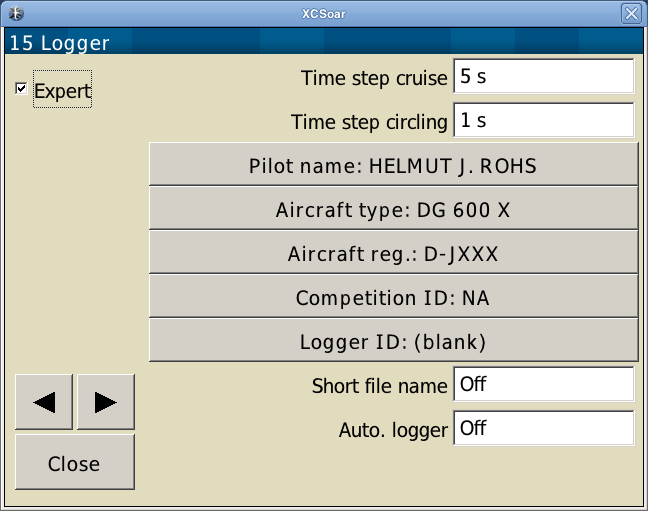 XCSoar
15 Logger
Expert
Time step cruise 5 s
Time step circling 1 s
Pilot name: HELMUT J. ROHS
Aircraft type: DG 600 X
Aircraft reg.: D-JXXX
Competition ID: NA
Logger ID: (blank)
Short file name Off
Auto. logger Off
Close